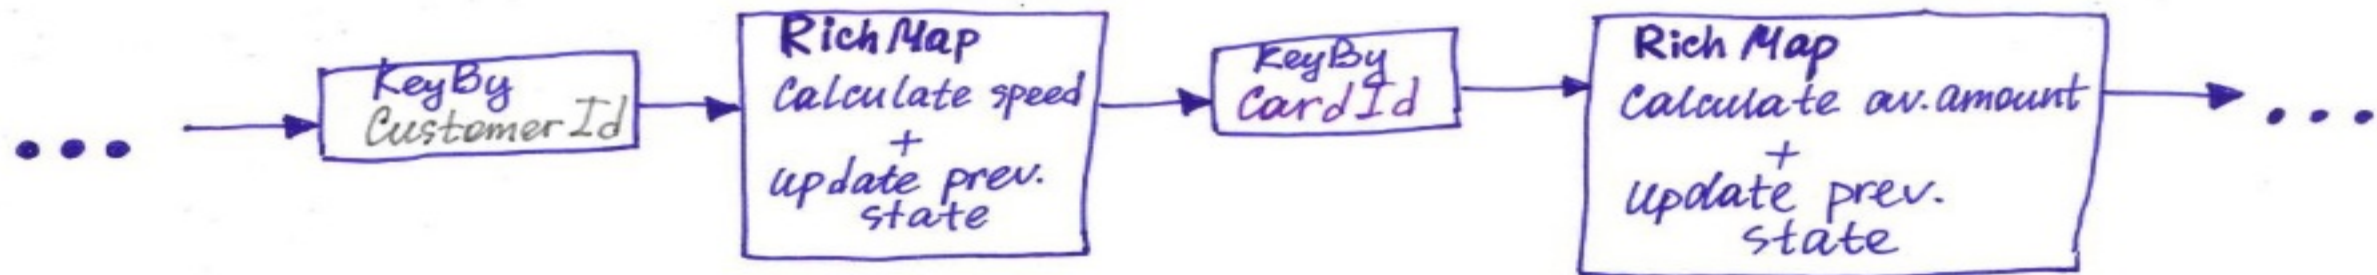 KeyBy
CustomerId
RichMap
Calculate speed
+
update prev.
state
KeyBy
CardId
Rich Map
Calculate av.amount
+
Update prev.
state